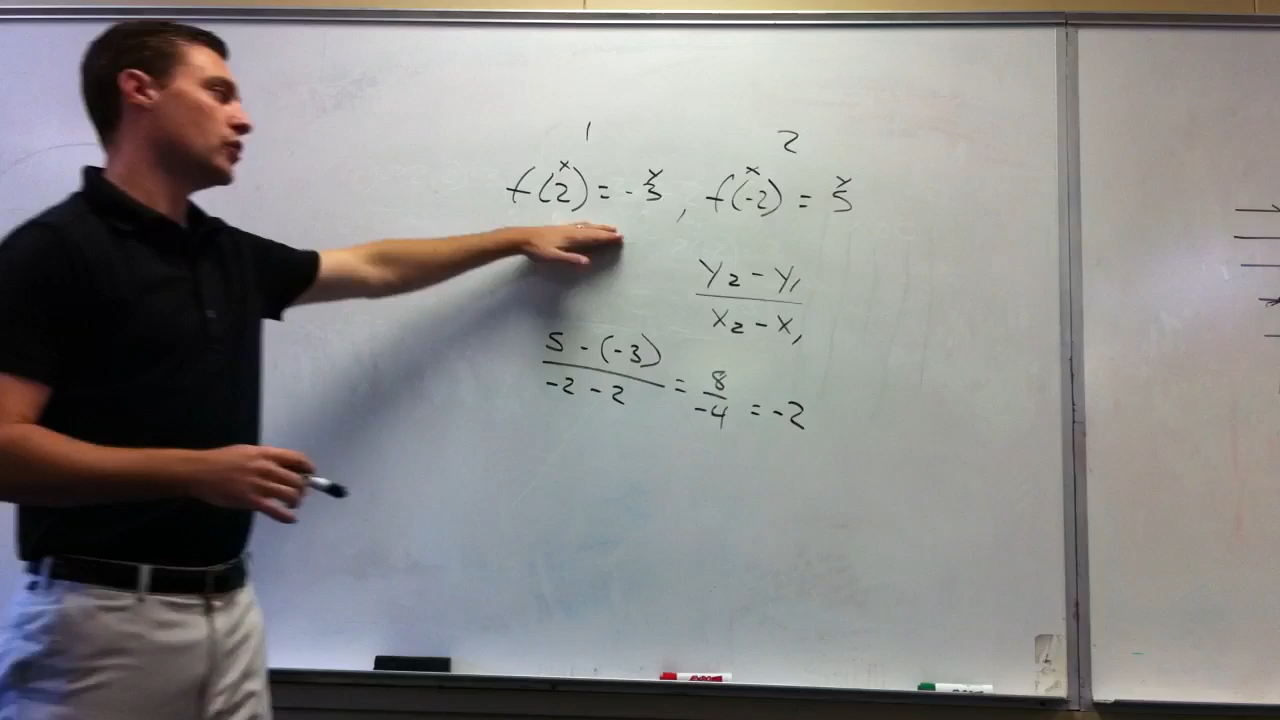 1 2
x y x y
f(2) = -3, f(-2) = 5
y₂ - y₁
x₂ - x₁
5 - (-3)
-2 - 2
= 8
-4
= -2